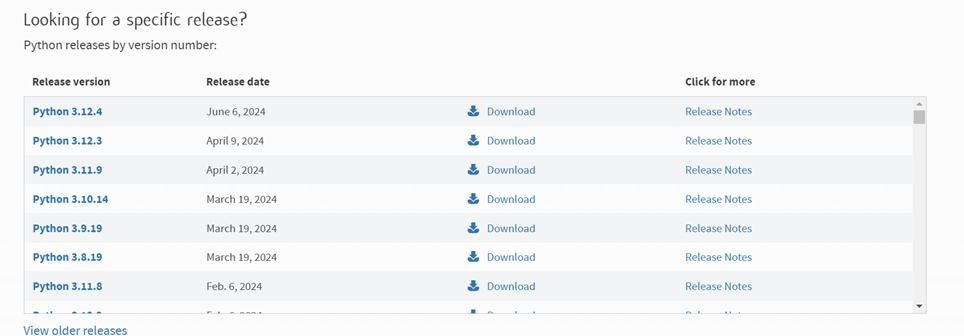 Looking for a specific release?
Python releases by version number:
Release version Release date Click for more
Python 3.12.4 June 6, 2024 Download Release Notes
Python 3.12.3 April 9, 2024 Download Release Notes
Python 3.11.9 April 2, 2024 Download Release Notes
Python 3.10.14 March 19, 2024 Download Release Notes
Python 3.9.19 March 19, 2024 Download Release Notes
Python 3.8.19 March 19, 2024 Download Release Notes
Python 3.11.8 Feb. 6, 2024 Download Release Notes
View older releases